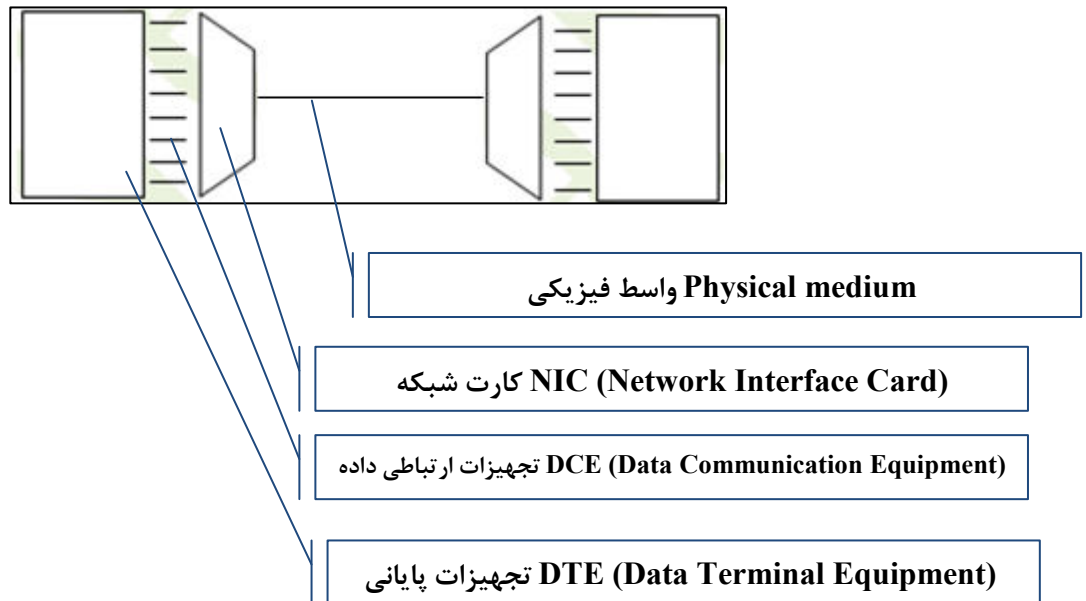 Physical medium واسط فیزیکی
NIC (Network Interface Card) کارت شبکه
DCE (Data Communication Equipment) تجهیزات ارتباطی داده
DTE (Data Terminal Equipment) تجهیزات پایانی